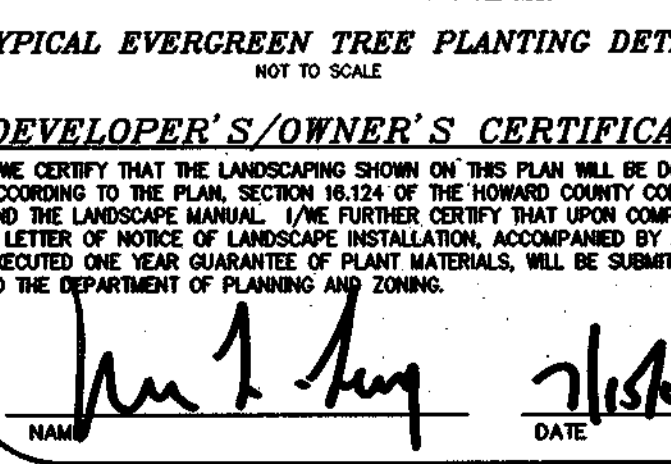 YPICAL EVERGREEN TREE PLANTING DET
NOT TO SCALE
DEVELOPER'S/OWNER'S CERTIFICA
WE CERTIFY THAT THE LANDSCAPING SHOWN ON THIS PLAN WILL BE D
CCORDING TO THE PLAN, SECTION 16.124 OF THE HOWARD COUNTY CO
ND THE LANDSCAPE MANUAL. I/WE FURTHER CERTIFY THAT UPON COMP
LETTER OF NOTICE OF LANDSCAPE INSTALLATION, ACCOMPANIED BY
XECUTED ONE YEAR GUARANTEE OF PLANT MATERIALS, WILL BE SUBMIT
O THE DEPARTMENT OF PLANNING AND ZONING.
7/15/
NAME
DATE